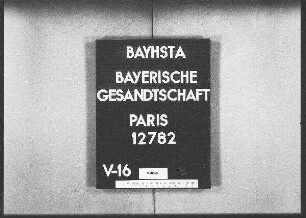 BAYHSTA
BAYERISCHE
GESANDTSCHAFT
PARIS
12782
V-16